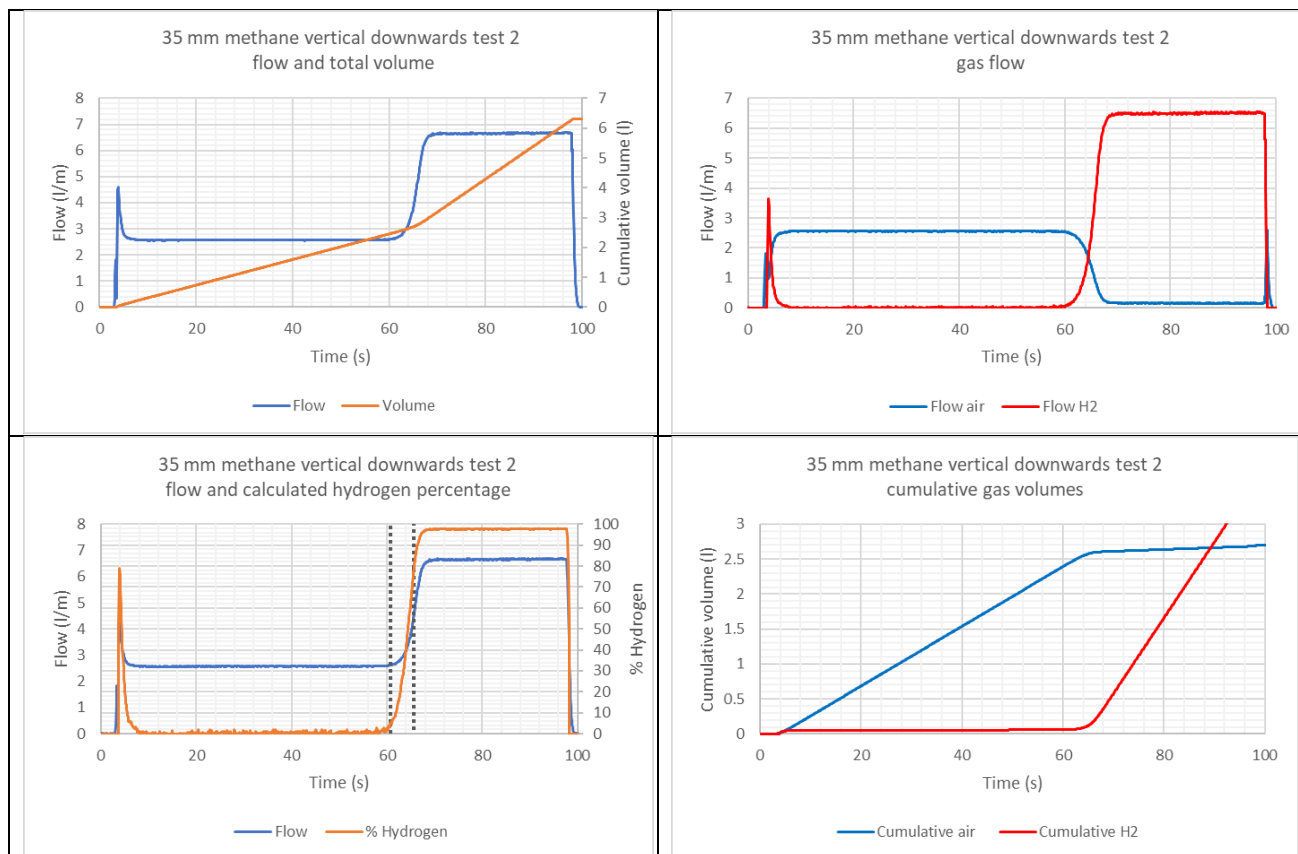 35 mm methane vertical downwards test 2
flow and total volume
8
7
6
5
4
3
2
1
0
Flow (l/m)
7
6
5
4
3
2
1
0
Cumulative volume (l)
0 20 40 60 80 100
Time (s)
Flow Volume
35 mm methane vertical downwards test 2
gas flow
7
6
5
4
3
2
1
0
Flow (l/m)
0 20 40 60 80 100
Time (s)
Flow air Flow H2
35 mm methane vertical downwards test 2
flow and calculated hydrogen percentage
8
7
6
5
4
3
2
1
0
Flow (l/m)
100
90
80
70
60
50
40
30
20
10
0
% Hydrogen
0 20 40 60 80 100
Time (s)
Flow % Hydrogen
35 mm methane vertical downwards test 2
cumulative gas volumes
3
2.5
2
1.5
1
0.5
0
Cumulative volume (l)
0 20 40 60 80 100
Time (s)
Cumulative air Cumulative H2